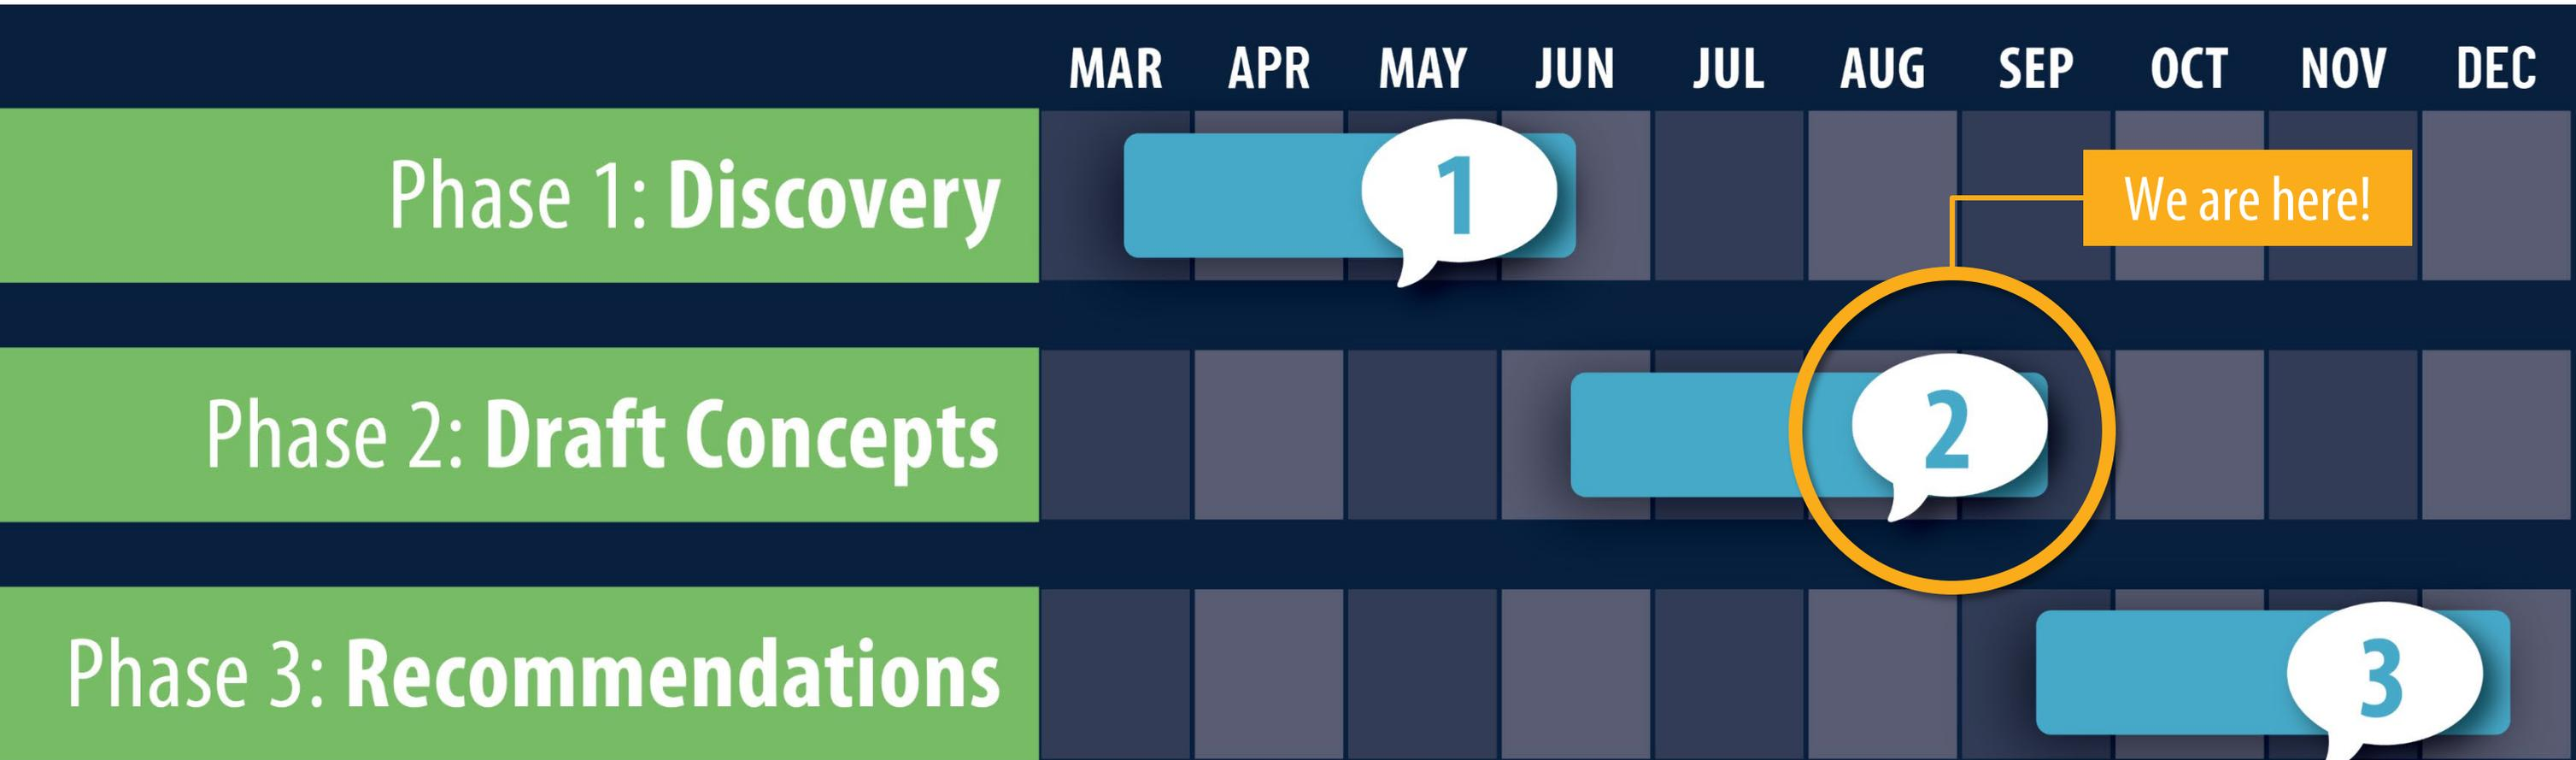 MAR APR MAY JUN JUL AUG SEP OCT NOV DEC
Phase 1: Discovery
1
We are here!
Phase 2: Draft Concepts
2
Phase 3: Recommendations
3